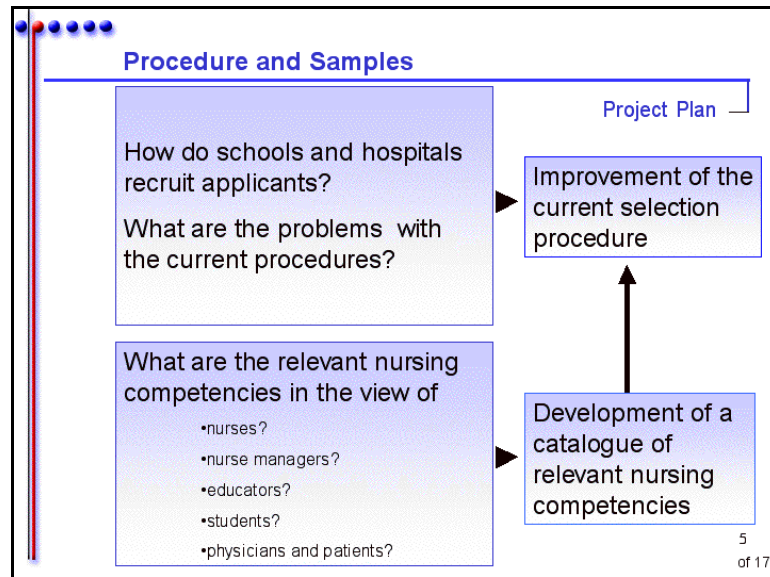 Procedure and Samples
Project Plan
How do schools and hospitals
recruit applicants?
What are the problems with
the current procedures?
Improvement of the
current selection
procedure
What are the relevant nursing
competencies in the view of
•nurses?
•nurse managers?
•educators?
•students?
•physicians and patients?
Development of a
catalogue of
relevant nursing
competencies
5
of 17